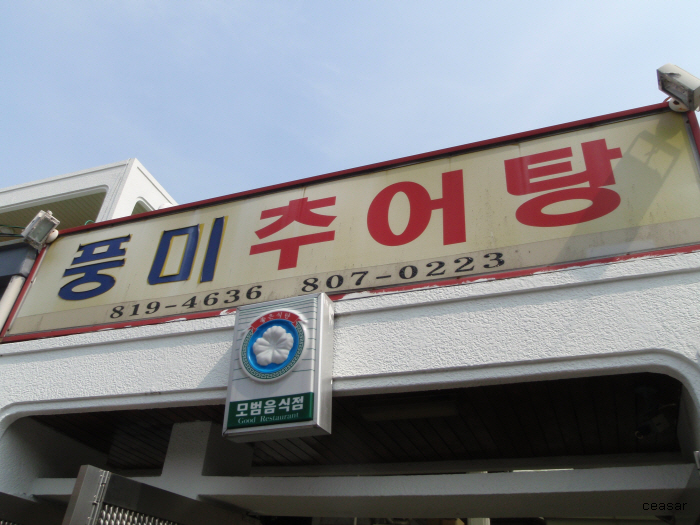 풍미 추어탕
819-4636 807-0223
모범음식점
Good Restaurant
ceasar